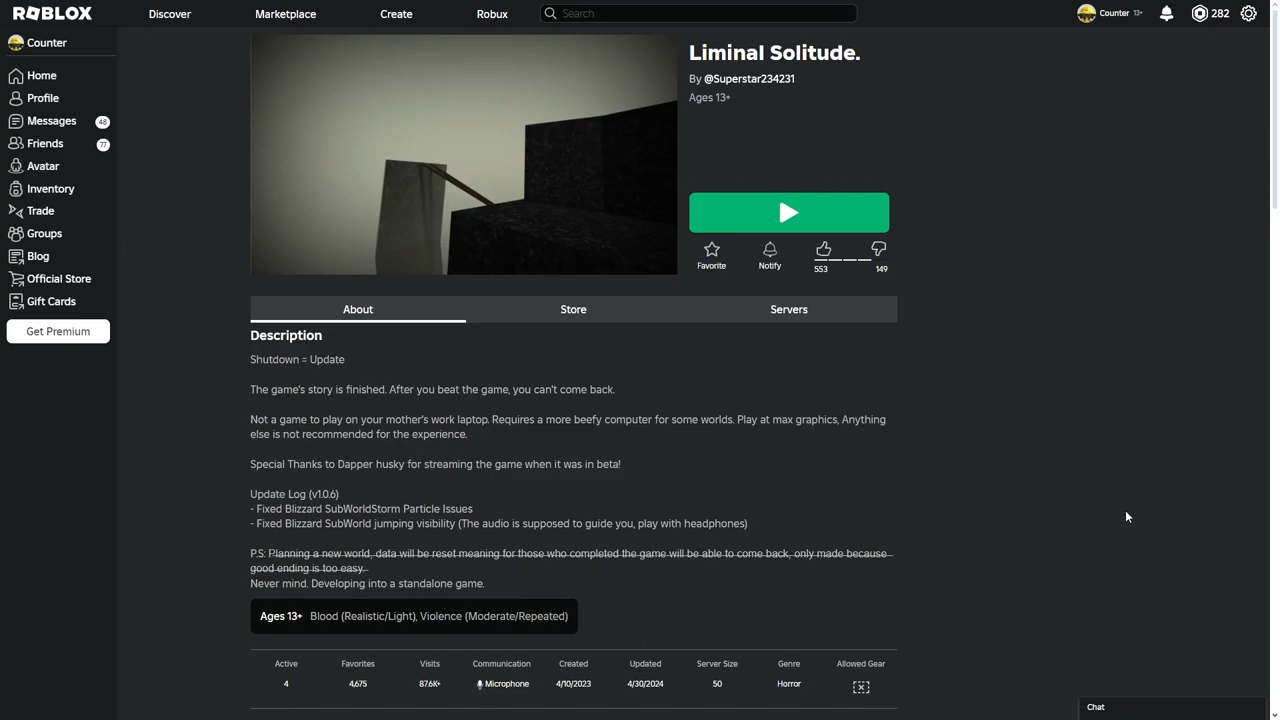 ROBLOX
Discover
Marketplace
Create
Robux
Search
Counter 13+
282
Counter
Home
Profile
Messages 48
Friends 77
Avatar
Inventory
Trade
Groups
Blog
Official Store
Gift Cards
Get Premium
Liminal Solitude.
By @Superstar234231
Ages 13+
Favorite
Notify
553
149
About
Store
Servers
Description
Shutdown = Update
The game's story is finished. After you beat the game, you can't come back.
Not a game to play on your mother's work laptop. Requires a more beefy computer for some worlds. Play at max graphics, Anything
else is not recommended for the experience.
Special Thanks to Dapper husky for streaming the game when it was in beta!
Update Log (v1.0.6)
- Fixed Blizzard SubWorldStorm Particle Issues
- Fixed Blizzard SubWorld jumping visibility (The audio is supposed to guide you, play with headphones)
P.S: Planning a new world, data will be reset meaning for those who completed the game will be able to come back, only made because
good ending is too easy.
Never mind. Developing into a standalone game.
Ages 13+ Blood (Realistic/Light), Violence (Moderate/Repeated)
Active Favorites Visits Communication Created Updated Server Size Genre Allowed Gear
4 4,675 87.6K+ Microphone 4/10/2023 4/30/2024 50 Horror
Chat